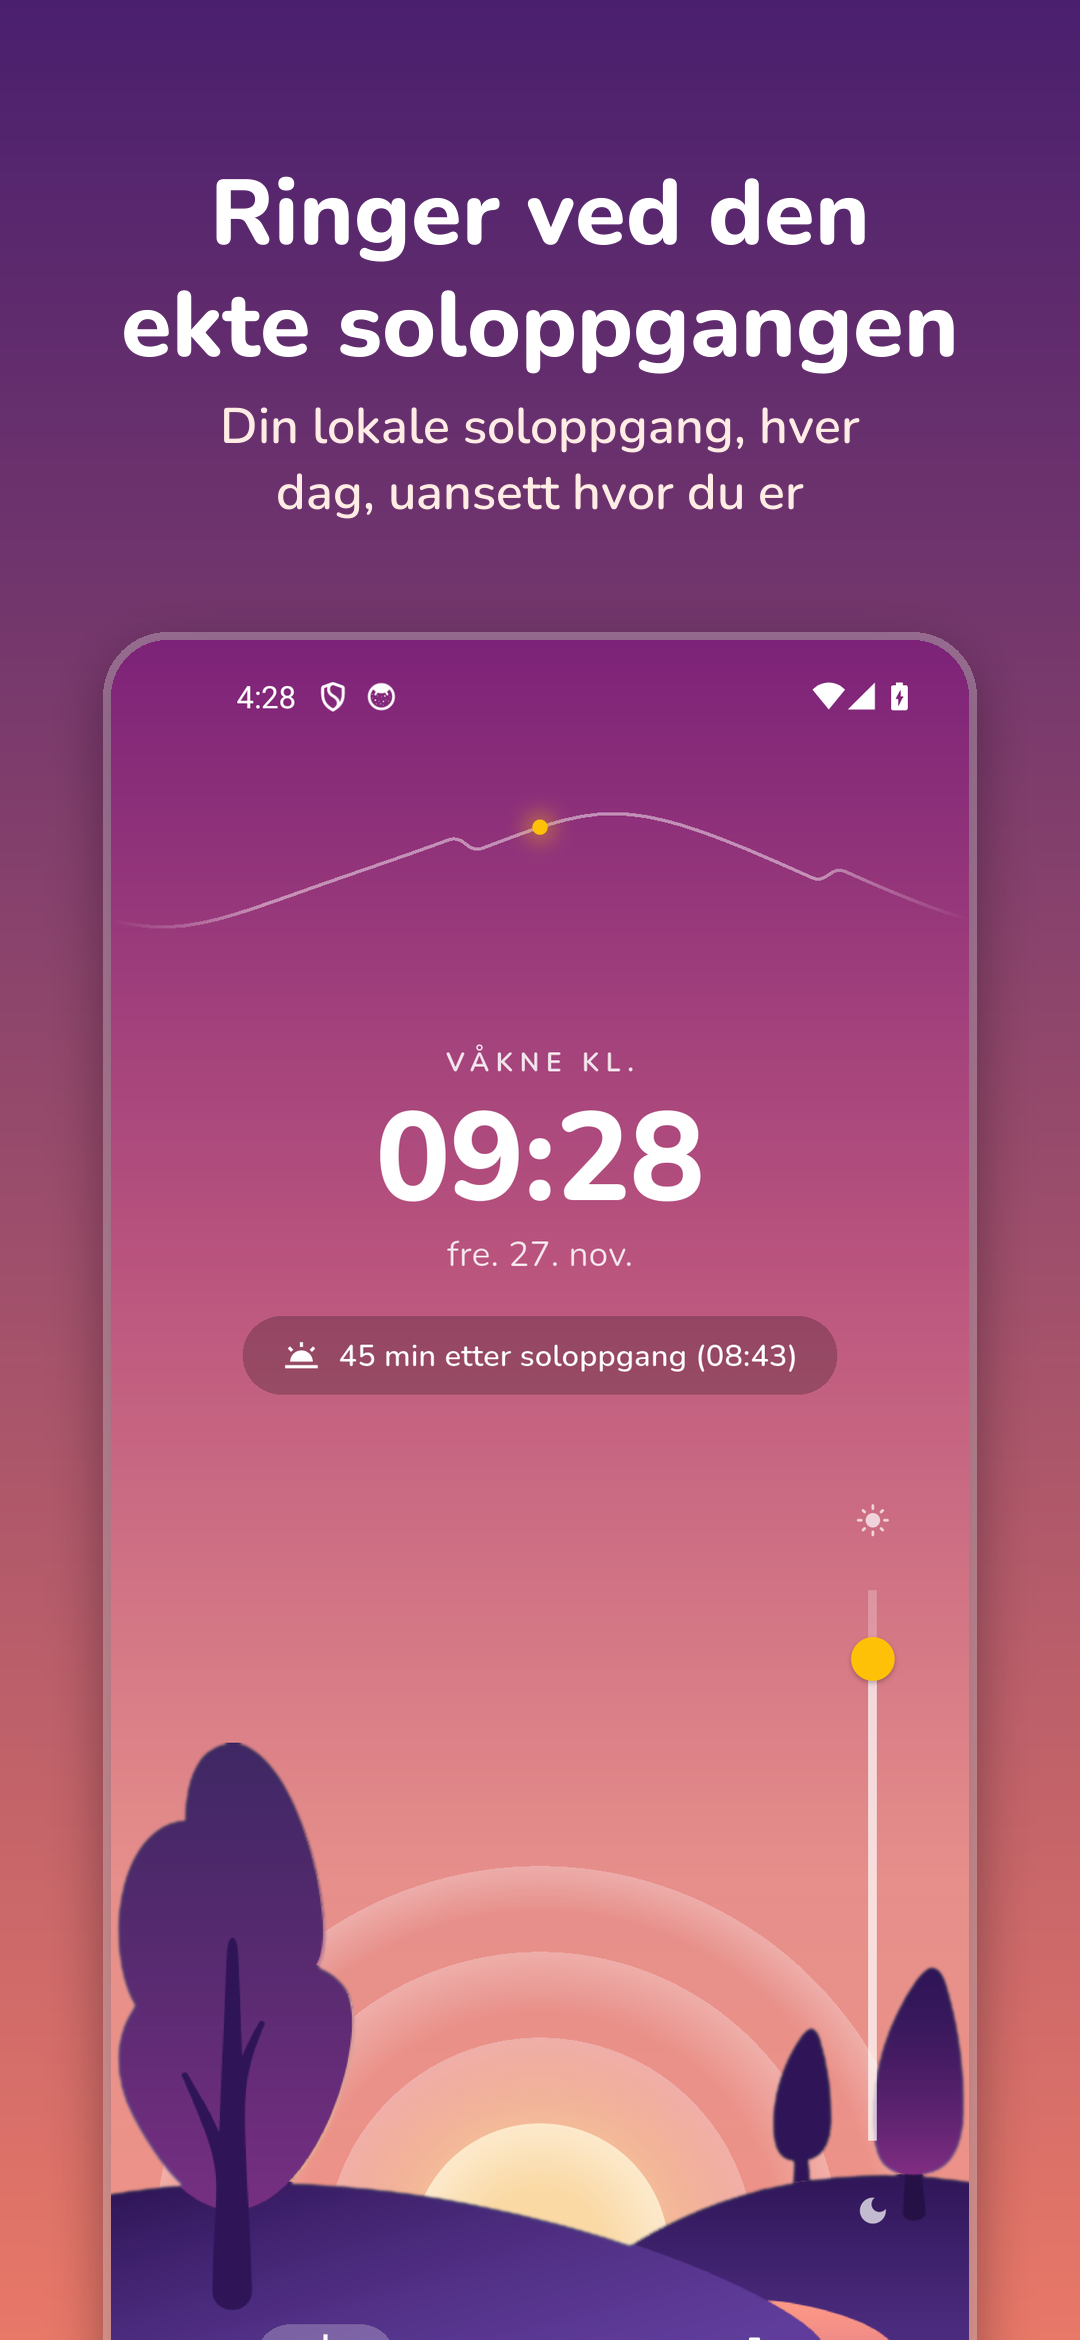 Ringer ved den
ekte soloppgangen
Din lokale soloppgang, hver
dag, uansett hvor du er
4:28
VÅKNE KL.
09:28
fre. 27. nov.
45 min etter soloppgang (08:43)